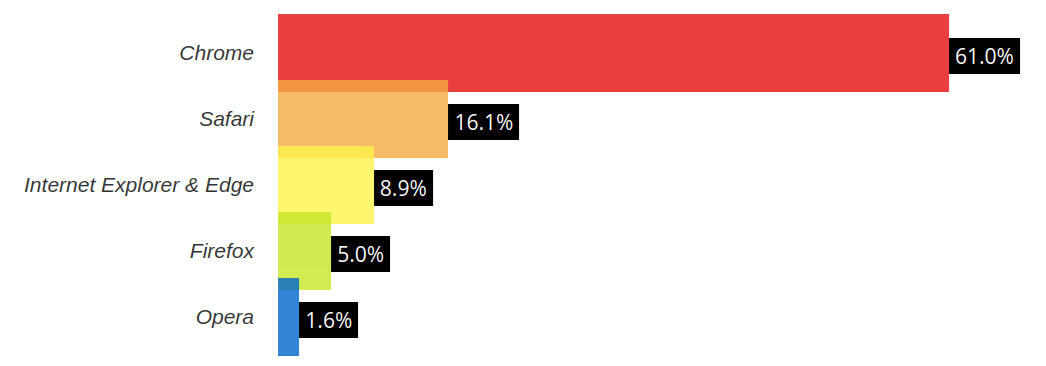 Chrome 61.0%
Safari 16.1%
Internet Explorer & Edge 8.9%
Firefox 5.0%
Opera 1.6%